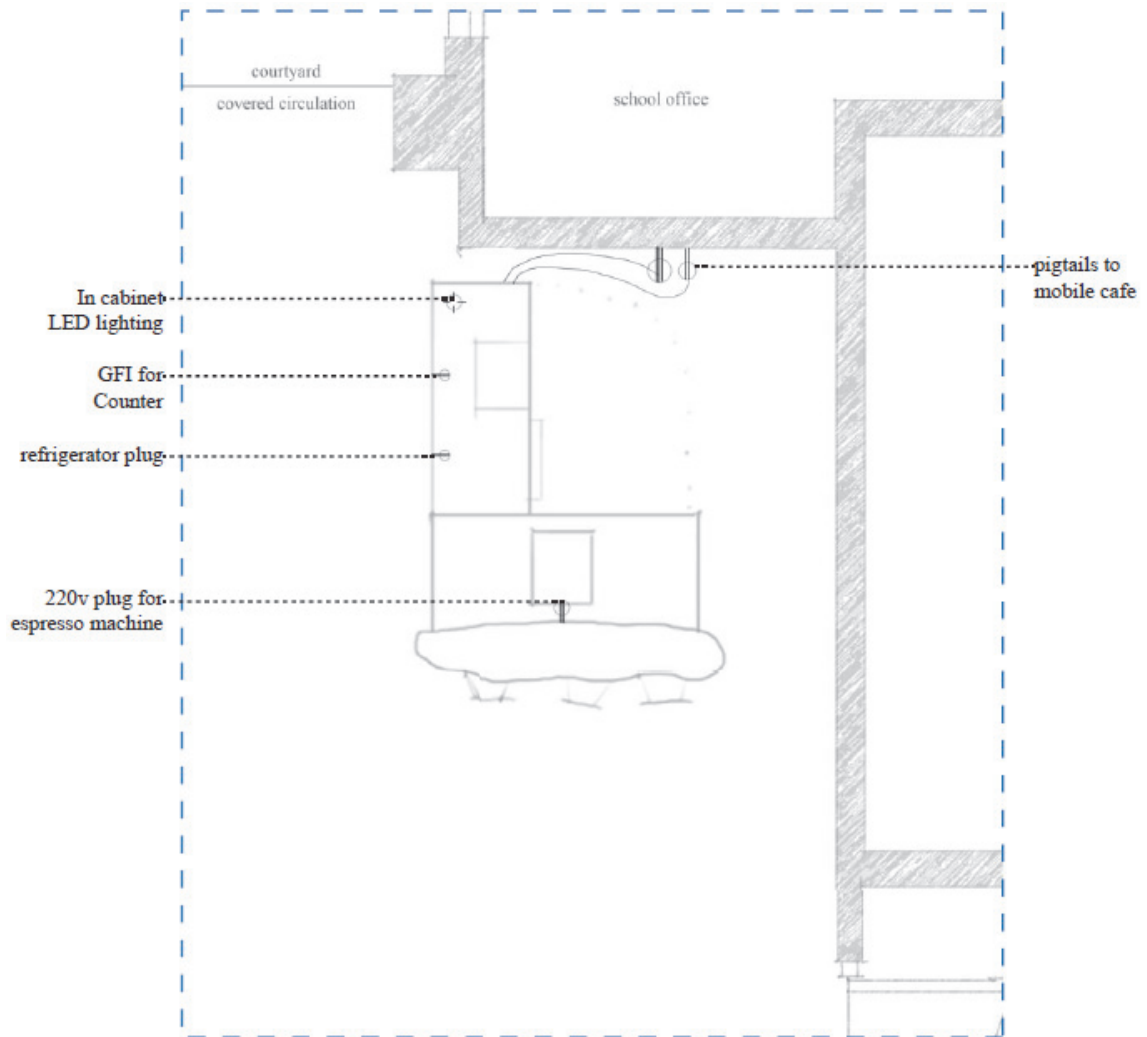 courtyard
covered circulation
school office
pigtails to
mobile cafe
In cabinet
LED lighting
GFI for
Counter
refrigerator plug
220v plug for
espresso machine